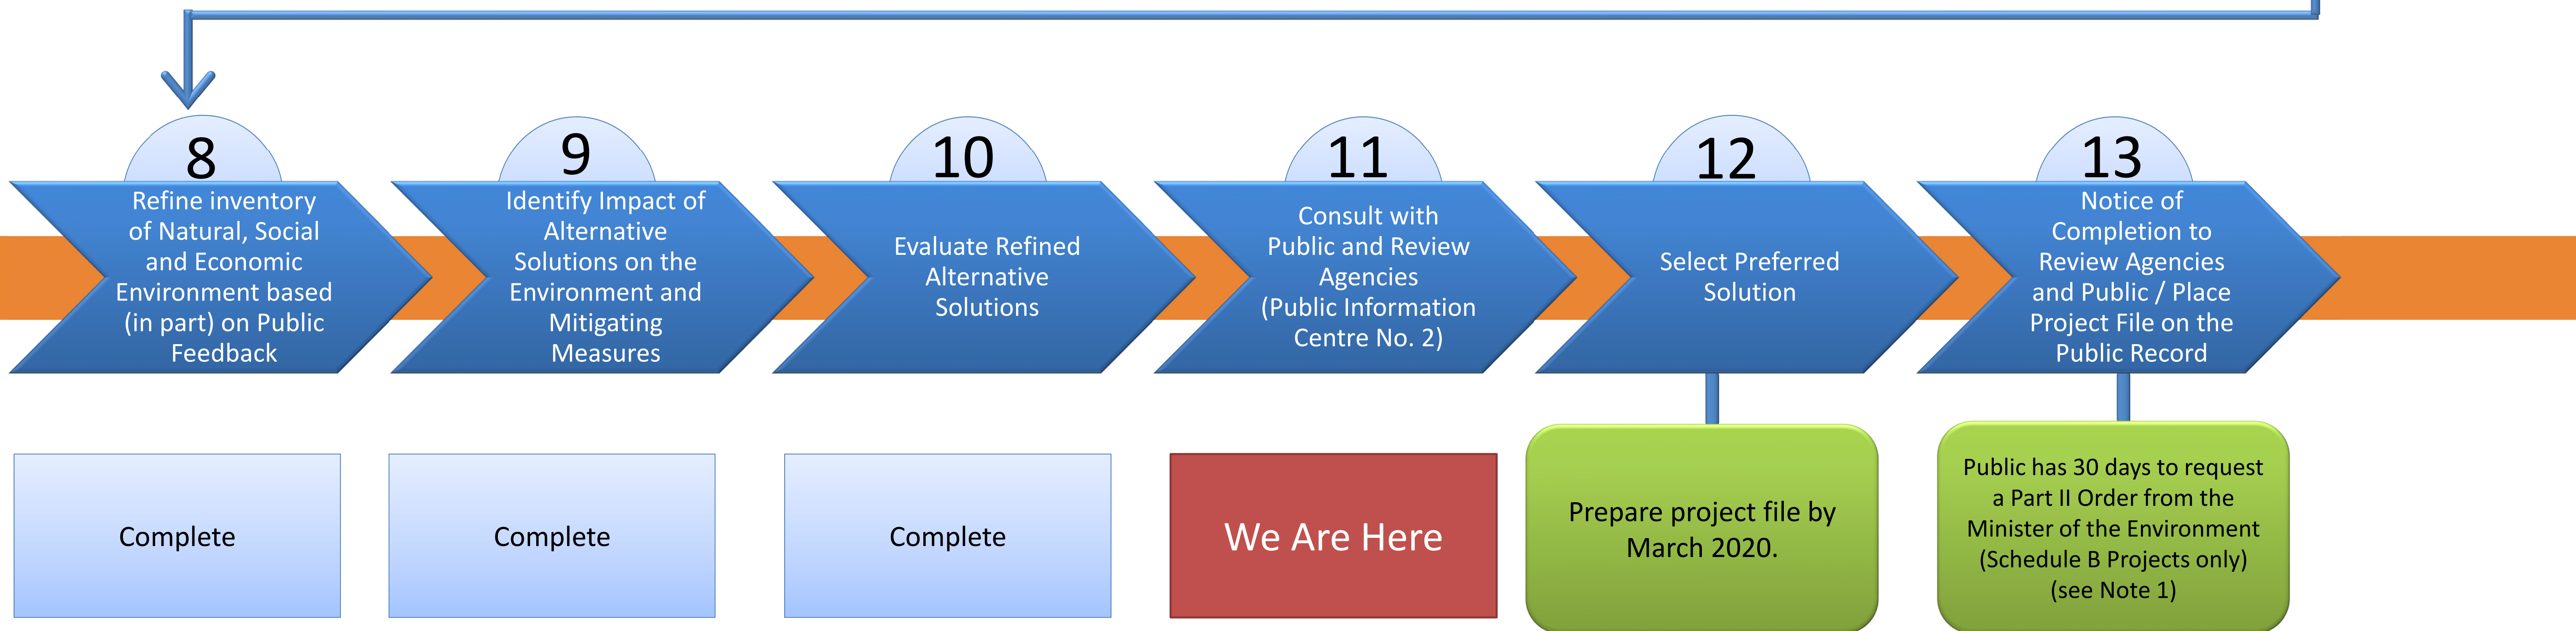 8
Refine inventory
of Natural, Social
and Economic
Environment based
(in part) on Public
Feedback
9
Identify Impact of
Alternative
Solutions on the
Environment and
Mitigating
Measures
10
Evaluate Refined
Alternative
Solutions
11
Consult with
Public and Review
Agencies
(Public Information
Centre No. 2)
12
Select Preferred
Solution
13
Notice of
Completion to
Review Agencies
and Public / Place
Project File on the
Public Record
Complete
Complete
Complete
We Are Here
Prepare project file by
March 2020.
Public has 30 days to request
a Part II Order from the
Minister of the Environment
(Schedule B Projects only)
(see Note 1)